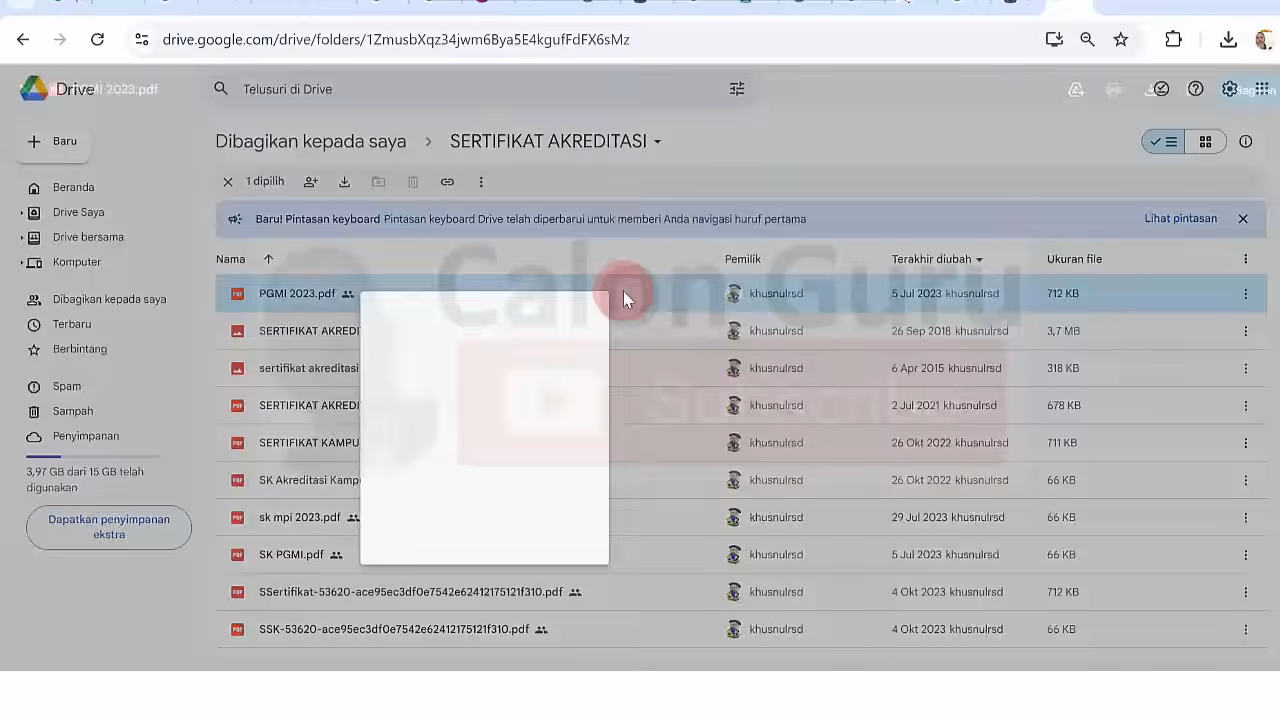 drive.google.com/drive/folders/1ZmusbXqz34jwm6Bya5E4kgufFdFX6sMz
Drive
PGMI 2023.pdf
Telusuri di Drive
Baru
Dibagikan kepada saya > SERTIFIKAT AKREDITASI
1 dipilih
Beranda
Drive Saya
Drive bersama
Komputer
Dibagikan kepada saya
Terbaru
Berbintang
Spam
Sampah
Penyimpanan
3,97 GB dari 15 GB telah
digunakan
Dapatkan penyimpanan
ekstra
Baru! Pintasan keyboard Pintasan keyboard Drive telah diperbarui untuk memberi Anda navigasi huruf pertama
Lihat pintasan
Nama Pemilik Terakhir diubah Ukuran file
Calon Guru
PGMI 2023.pdf khusnulrsd 5 Jul 2023 khusnulrsd 712 KB
SERTIFIKAT AKREDI khusnulrsd 26 Sep 2018 khusnulrsd 3,7 MB
sertifikat akreditasi khusnulrsd 6 Apr 2015 khusnulrsd 318 KB
SERTIFIKAT AKREDI khusnulrsd 2 Jul 2021 khusnulrsd 678 KB
SERTIFIKAT KAMPU khusnulrsd 26 Okt 2022 khusnulrsd 711 KB
SK Akreditasi Kamp khusnulrsd 26 Okt 2022 khusnulrsd 66 KB
sk mpi 2023.pdf khusnulrsd 29 Jul 2023 khusnulrsd 66 KB
SK PGMI.pdf khusnulrsd 5 Jul 2023 khusnulrsd 66 KB
SSertifikat-53620-ace95ec3df0e7542e62412175121f310.pdf khusnulrsd 4 Okt 2023 khusnulrsd 712 KB
SSK-53620-ace95ec3df0e7542e62412175121f310.pdf khusnulrsd 4 Okt 2023 khusnulrsd 66 KB